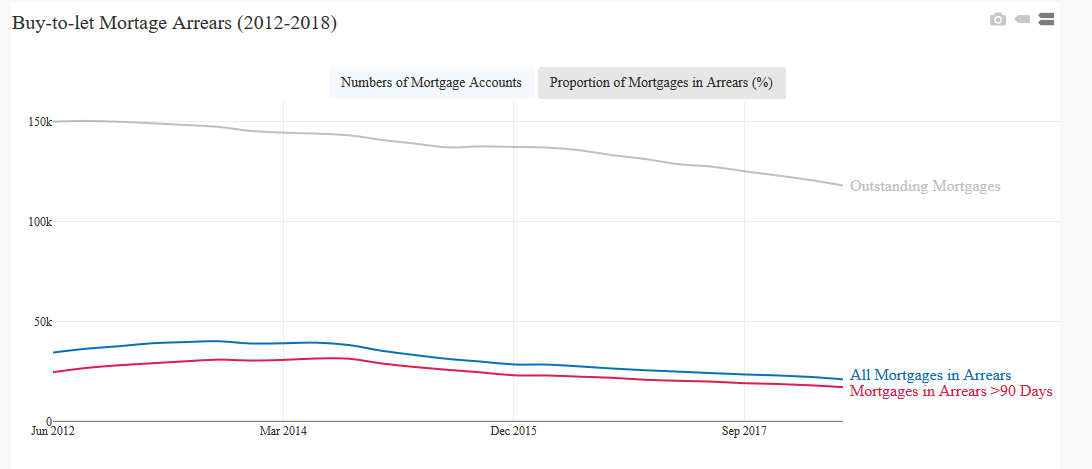 Buy-to-let Mortage Arrears (2012-2018)
Numbers of Mortgage Accounts
Proportion of Mortgages in Arrears (%)
150k
Outstanding Mortgages
100k
50k
All Mortgages in Arrears
Mortgages in Arrears >90 Days
0
Jun 2012
Mar 2014
Dec 2015
Sep 2017